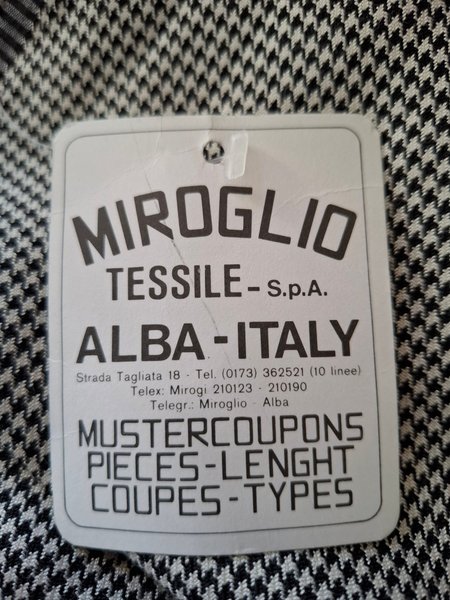 MIROGLIO
TESSILE - S.p.A.
ALBA - ITALY
Strada Tagliata 18 - Tel. (0173) 362521 (10 linee)
Telex: Mirogi 210123 - 210190
Telegr.: Miroglio - Alba
MUSTERCOUPONS
PIECES-LENGHT
COUPES-TYPES